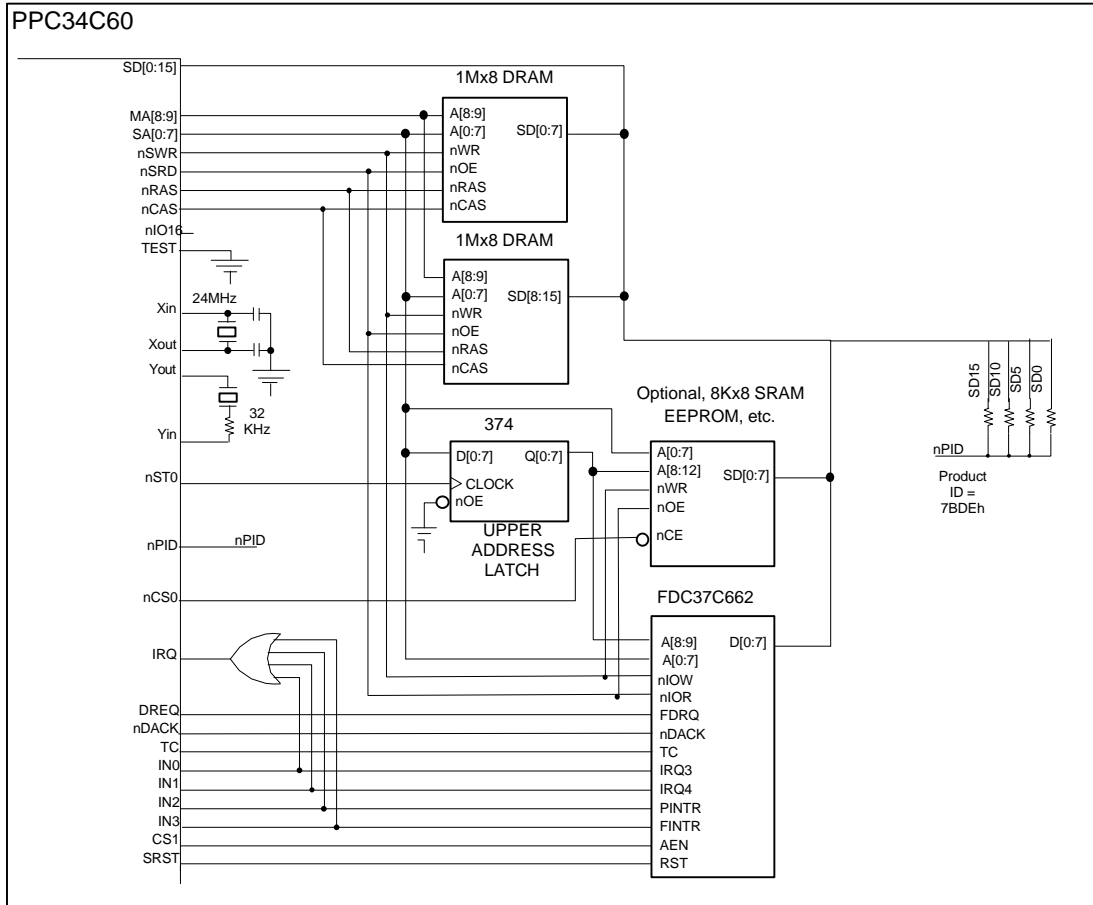 PPC34C60
SD[0:15]
MA[8:9]
SA[0:7]
nSWR
nSRD
nRAS
nCAS
nIO16
TEST
Xin
24MHz
Xout
Yout
32
KHz
Yin
nST0
nPID
nPID
nCS0
IRQ
DREQ
nDACK
TC
IN0
IN1
IN2
IN3
CS1
SRST
1Mx8 DRAM
A[8:9]
A[0:7]
SD[0:7]
nWR
nOE
nRAS
nCAS
1Mx8 DRAM
A[8:9]
A[0:7]
SD[8:15]
nWR
nOE
nRAS
nCAS
374
D[0:7]
Q[0:7]
CLOCK
nOE
UPPER
ADDRESS
LATCH
Optional, 8Kx8 SRAM
EEPROM, etc.
A[0:7]
SD[0:7]
A[8:12]
nWR
nOE
nCE
FDC37C662
A[8:9]
D[0:7]
A[0:7]
nIOW
nIOR
FDRQ
nDACK
TC
IRQ3
IRQ4
PINTR
FINTR
AEN
RST
SD15
SD10
SD5
SD0
nPID
Product
ID =
7BDEh